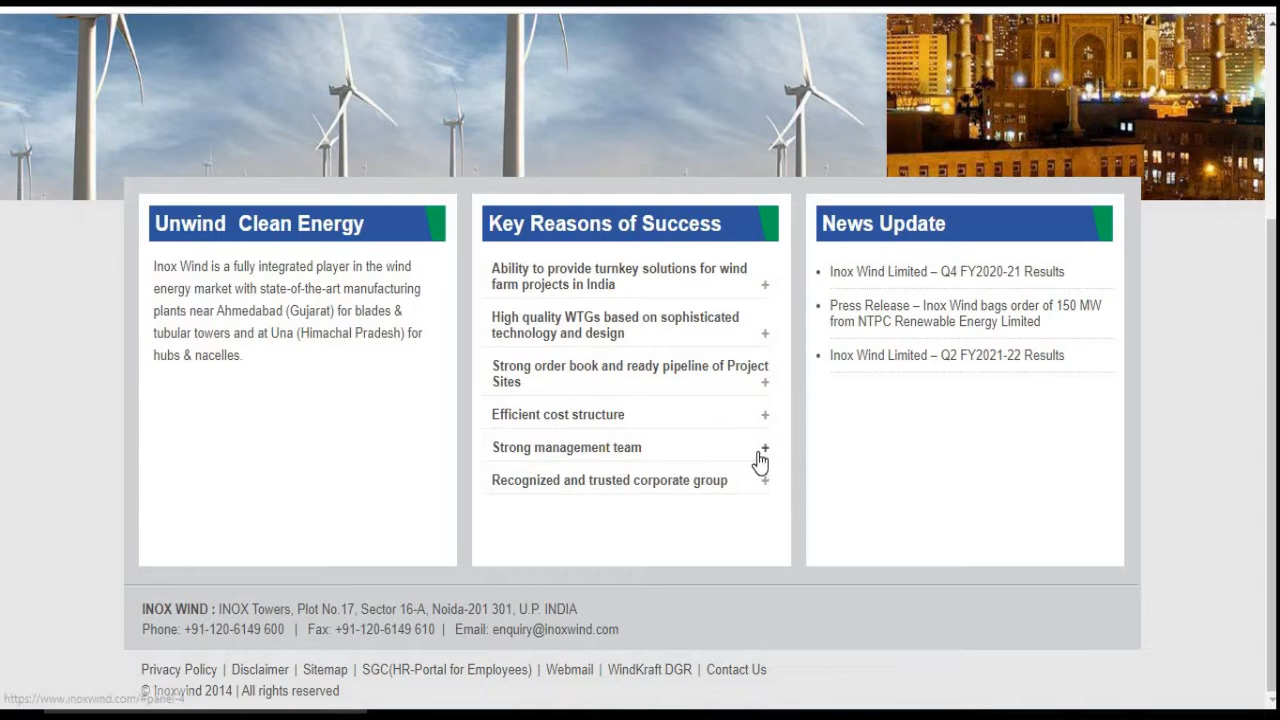 Unwind  Clean Energy
Inox Wind is a fully integrated player in the wind
energy market with state-of-the-art manufacturing
plants near Ahmedabad (Gujarat) for blades &
tubular towers and at Una (Himachal Pradesh) for
hubs & nacelles.
Key Reasons of Success
Ability to provide turnkey solutions for wind
farm projects in India +
High quality WTGs based on sophisticated
technology and design +
Strong order book and ready pipeline of Project
Sites +
Efficient cost structure +
Strong management team +
Recognized and trusted corporate group +
News Update
• Inox Wind Limited – Q4 FY2020-21 Results
• Press Release – Inox Wind bags order of 150 MW
from NTPC Renewable Energy Limited
• Inox Wind Limited – Q2 FY2021-22 Results
INOX WIND : INOX Towers, Plot No.17, Sector 16-A, Noida-201 301, U.P. INDIA
Phone: +91-120-6149 600 | Fax: +91-120-6149 610 | Email: enquiry@inoxwind.com
Privacy Policy | Disclaimer | Sitemap | SGC(HR-Portal for Employees) | Webmail | WindKraft DGR | Contact Us
© Inoxwind 2014 | All rights reserved
https://www.inoxwind.com/#panel-4